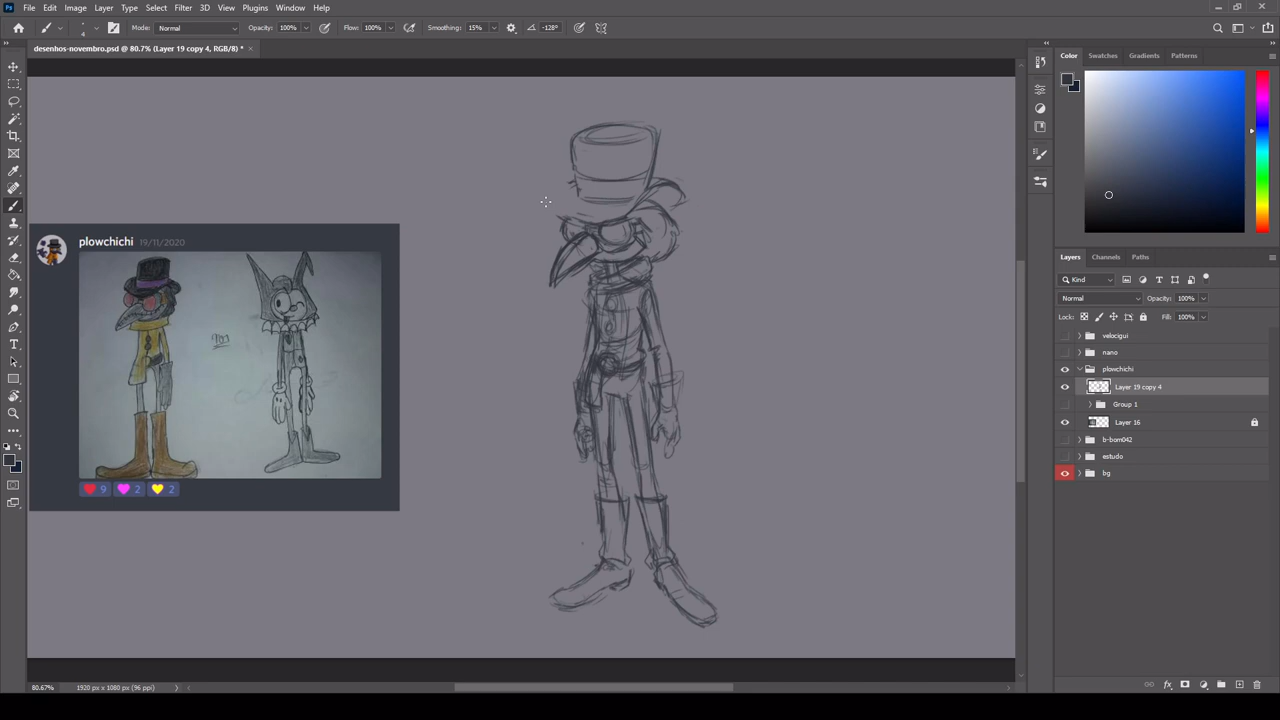 File Edit Image Layer Type Select Filter 3D View Plugins Window Help
4 Mode: Normal Opacity: 100% Flow: 100% Smoothing: 15% -128°
desenhos-novembro.psd @ 80.7% (Layer 19 copy 4, RGB/8) *
Color Swatches Gradients Patterns
plowchichi 19/11/2020
9 2 2
Layers Channels Paths
Kind
Normal Opacity: 100%
Lock: Fill: 100%
velocigui
nano
plowchichi
Layer 19 copy 4
Group 1
Layer 16
b-bom042
estudo
bg
80.67% 1920 px x 1080 px (96 ppi)